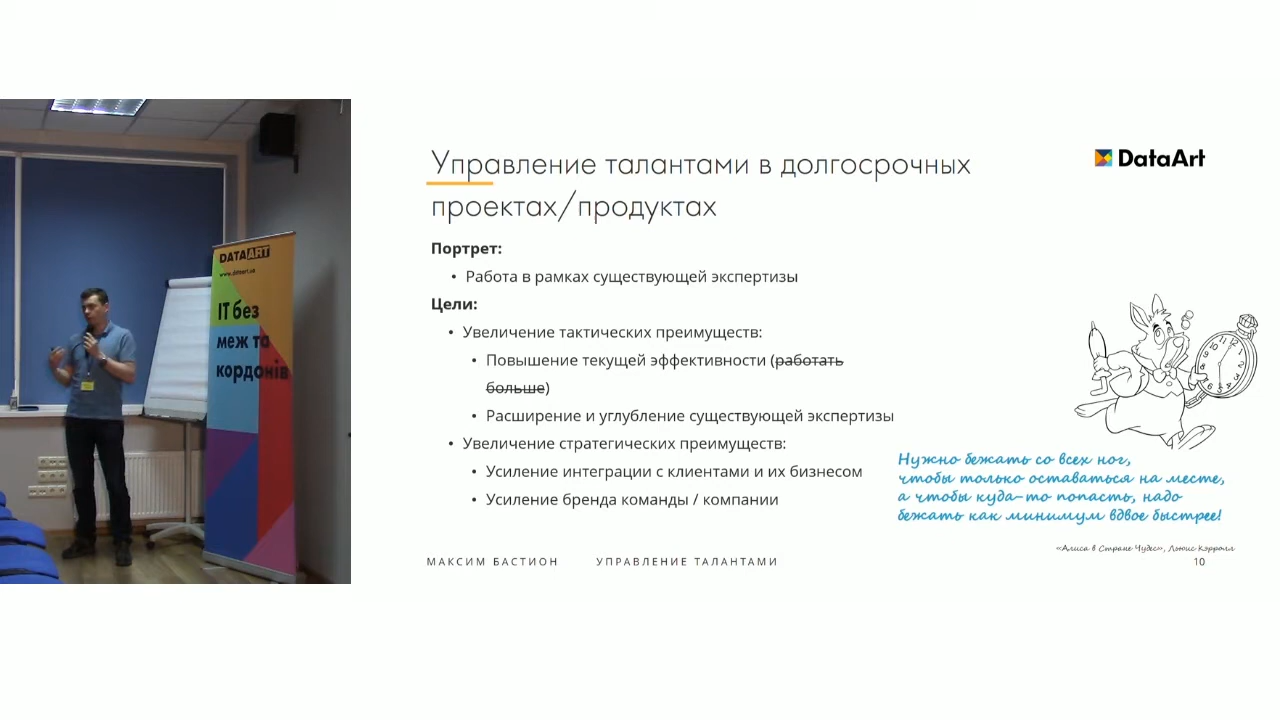 DATAART
www.dataart.ua
IT без
меж та
кордонів
Управление талантами в долгосрочных
проектах/продуктах
DataArt
Портрет:
• Работа в рамках существующей экспертизы
Цели:
• Увеличение тактических преимуществ:
• Повышение текущей эффективности (работать
больше)
• Расширение и углубление существующей экспертизы
• Увеличение стратегических преимуществ:
• Усиление интеграции с клиентами и их бизнесом
• Усиление бренда команды / компании
Нужно бежать со всех ног,
чтобы только оставаться на месте,
а чтобы куда-то попасть, надо
бежать как минимум вдвое быстрее!
«Алиса в Стране Чудес», Льюис Кэрролл
МАКСИМ БАСТИОН УПРАВЛЕНИЕ ТАЛАНТАМИ
10